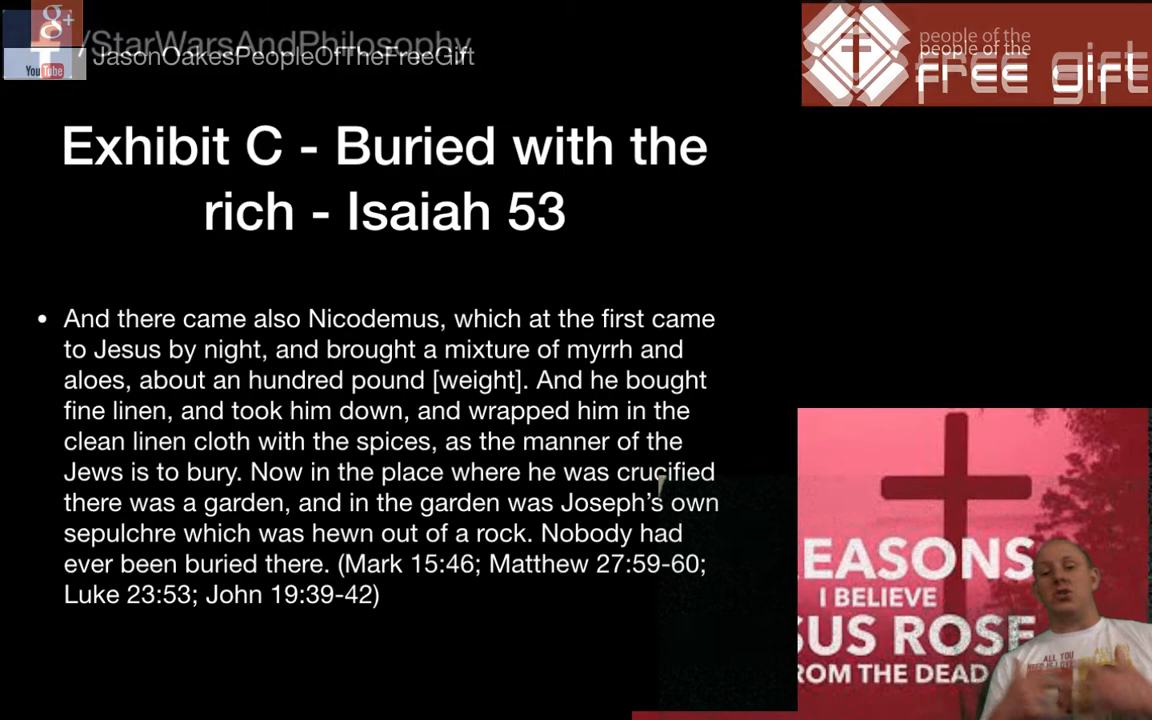 g+
f
YouTube
/StarWarsAndPhilosophy
/JasonOakesPeopleOfTheFreeGift
people of the
people of the
free gift
Exhibit C - Buried with the
rich - Isaiah 53
• And there came also Nicodemus, which at the first came
to Jesus by night, and brought a mixture of myrrh and
aloes, about an hundred pound [weight]. And he bought
fine linen, and took him down, and wrapped him in the
clean linen cloth with the spices, as the manner of the
Jews is to bury. Now in the place where he was crucified
there was a garden, and in the garden was Joseph's own
sepulchre which was hewn out of a rock. Nobody had
ever been buried there. (Mark 15:46; Matthew 27:59-60;
Luke 23:53; John 19:39-42)
EASONS
I BELIEVE
SUS ROSE
ROM THE DEAD
ALL YOU